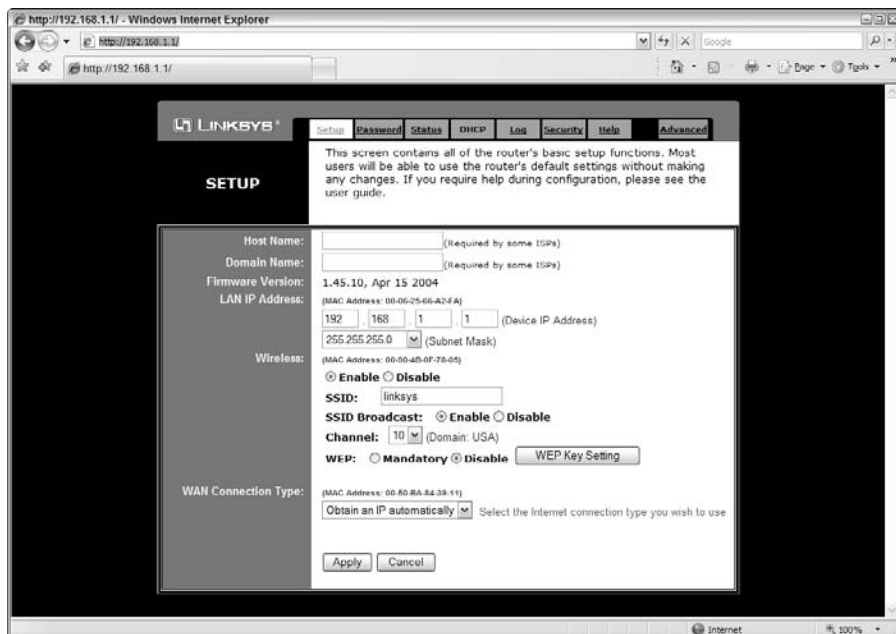 http://192.168.1.1/ - Windows Internet Explorer
http://192.168.1.1/
Google
http://192.168.1.1/
Page
Tools
LINKSYS®
Setup Password Status DHCP Log Security Help Advanced
SETUP
This screen contains all of the router's basic setup functions. Most
users will be able to use the router's default settings without making
any changes. If you require help during configuration, please see the
user guide.
Host Name: (Required by some ISPs)
Domain Name: (Required by some ISPs)
Firmware Version: 1.45.10, Apr 15 2004
LAN IP Address: (MAC Address: 00-06-25-66-A2-FA)
192 . 168 . 1 . 1 (Device IP Address)
255.255.255.0 (Subnet Mask)
Wireless: (MAC Address: 00-90-4B-0F-78-05)
Enable Disable
SSID: linksys
SSID Broadcast: Enable Disable
Channel: 10 (Domain: USA)
WEP: Mandatory Disable WEP Key Setting
WAN Connection Type: (MAC Address: 00-50-BA-84-39-11)
Obtain an IP automatically Select the Internet connection type you wish to use
Apply Cancel
Internet 100%